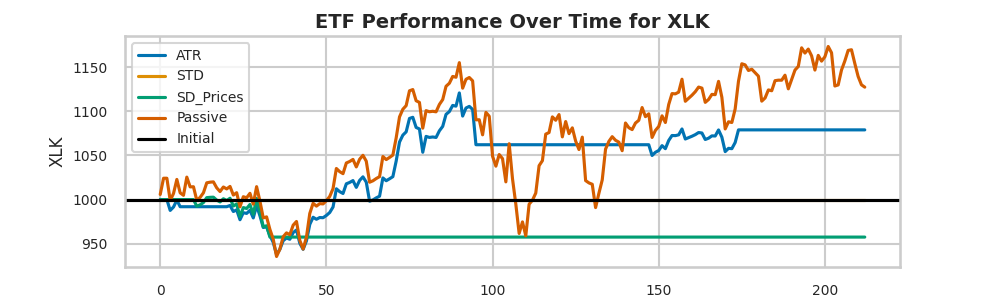 ETF Performance Over Time for XLK
XLK
1150
1100
1050
1000
950
ATR
STD
SD_Prices
Passive
Initial
0 50 100 150 200